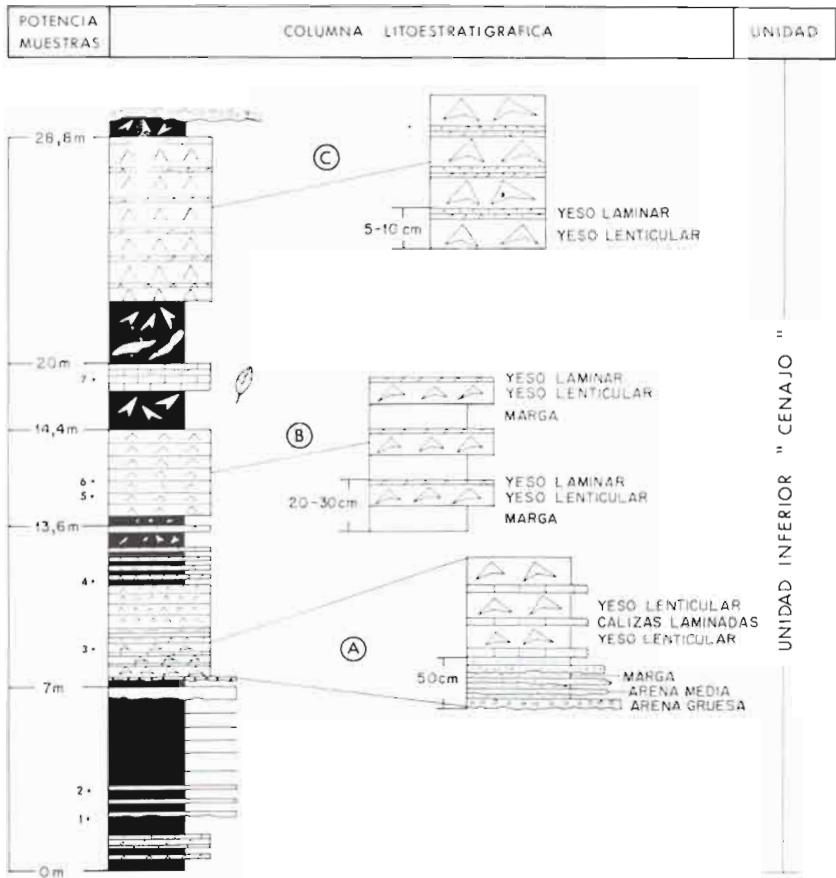 POTENCIA
MUESTRAS
COLUMNA LITOESTRATIGRAFICA
UNIDAD
26,8m
C
5-10 cm
YESO LAMINAR
YESO LENTICULAR
20m
7
14,4m
B
YESO LAMINAR
YESO LENTICULAR
MARGA
6
5
20-30cm
YESO LAMINAR
YESO LENTICULAR
MARGA
13,6m
4
3
A
YESO LENTICULAR
CALIZAS LAMINADAS
YESO LENTICULAR
50cm
MARGA
ARENA MEDIA
ARENA GRUESA
7m
2
1
0m
UNIDAD INFERIOR " CENAJO "